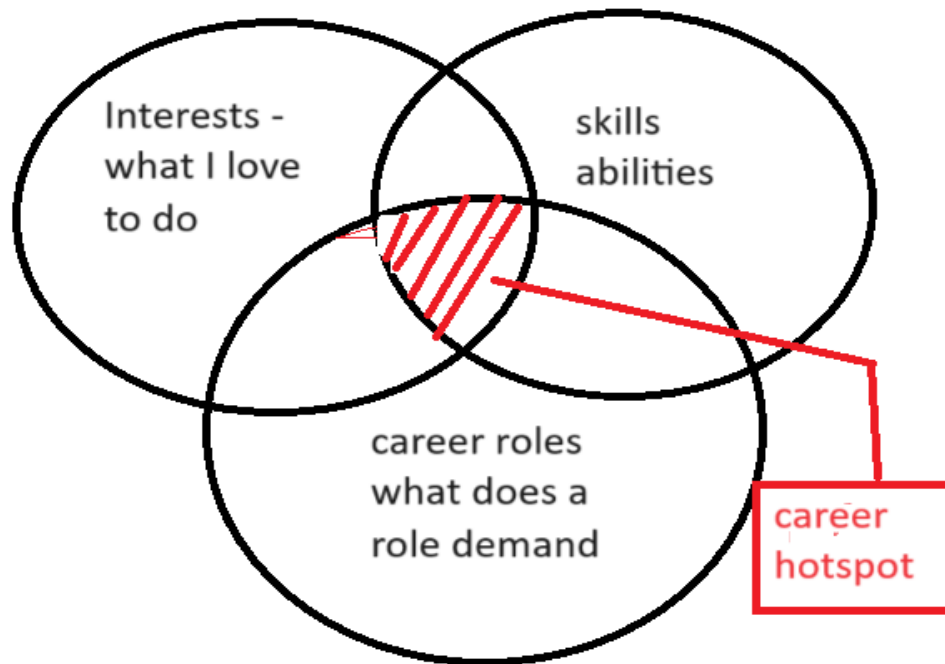 Interests -
what I love
to do
skills
abilities
career roles
what does a
role demand
career
hotspot